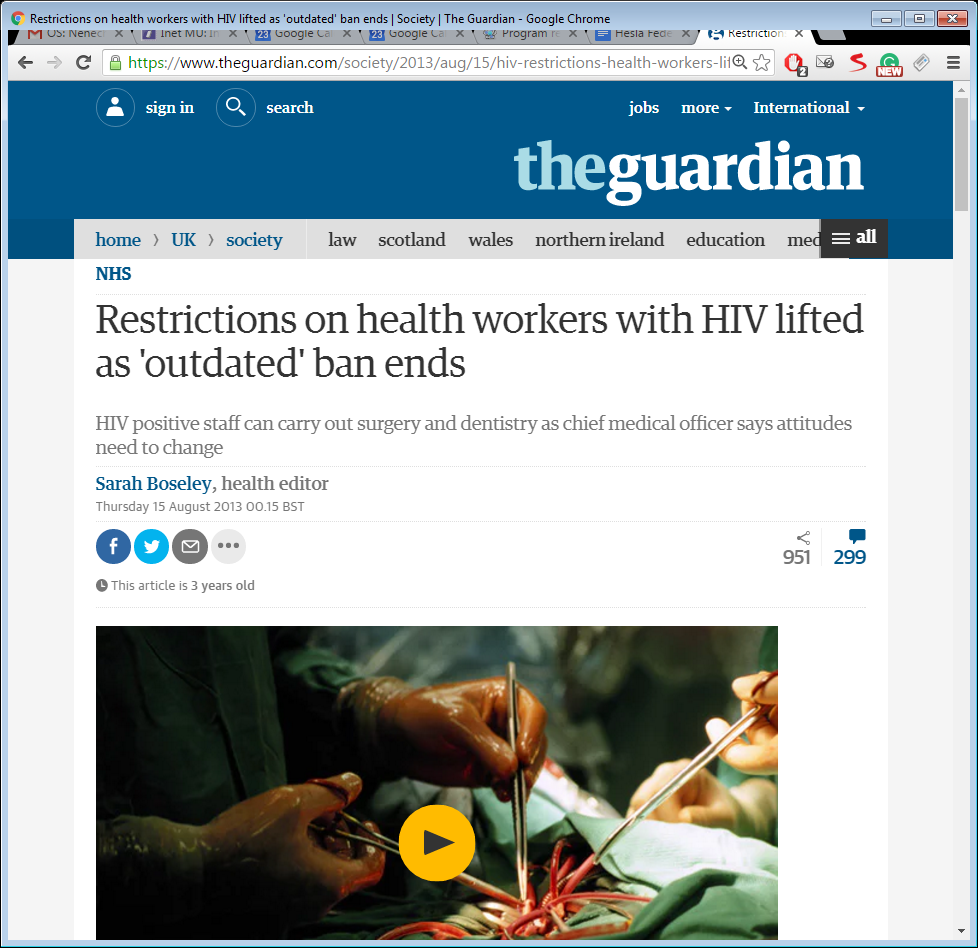 Restrictions on health workers with HIV lifted as 'outdated' ban ends | Society | The Guardian - Google Chrome
OS: Nenec Inet MU: In Google Cal Google Ca Program re Hesla Fede Restriction
https://www.theguardian.com/society/2013/aug/15/hiv-restrictions-health-workers-lif
2
NEW
sign in search jobs more International
theguardian
home UK society law scotland wales northern ireland education med all
NHS
Restrictions on health workers with HIV lifted
as 'outdated' ban ends
HIV positive staff can carry out surgery and dentistry as chief medical officer says attitudes
need to change
Sarah Boseley, health editor
Thursday 15 August 2013 00.15 BST
951 299
This article is 3 years old